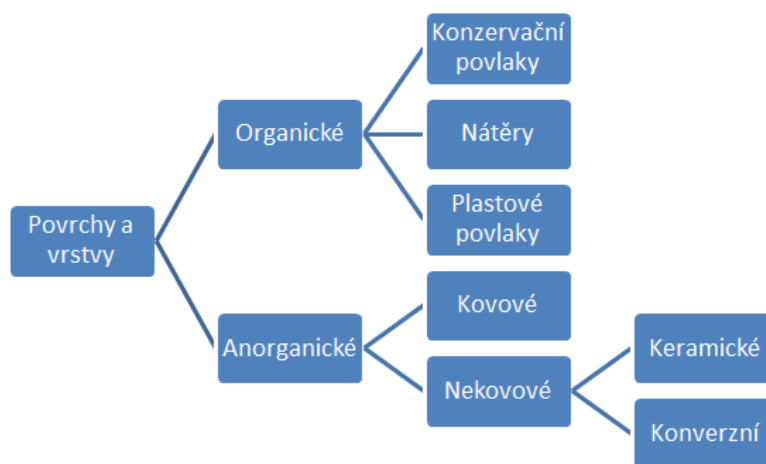 Konzervační
povlaky
Organické
Nátěry
Plastové
povlaky
Povrchy a
vrstvy
Kovové
Anorganické
Keramické
Nekovové
Konverzní